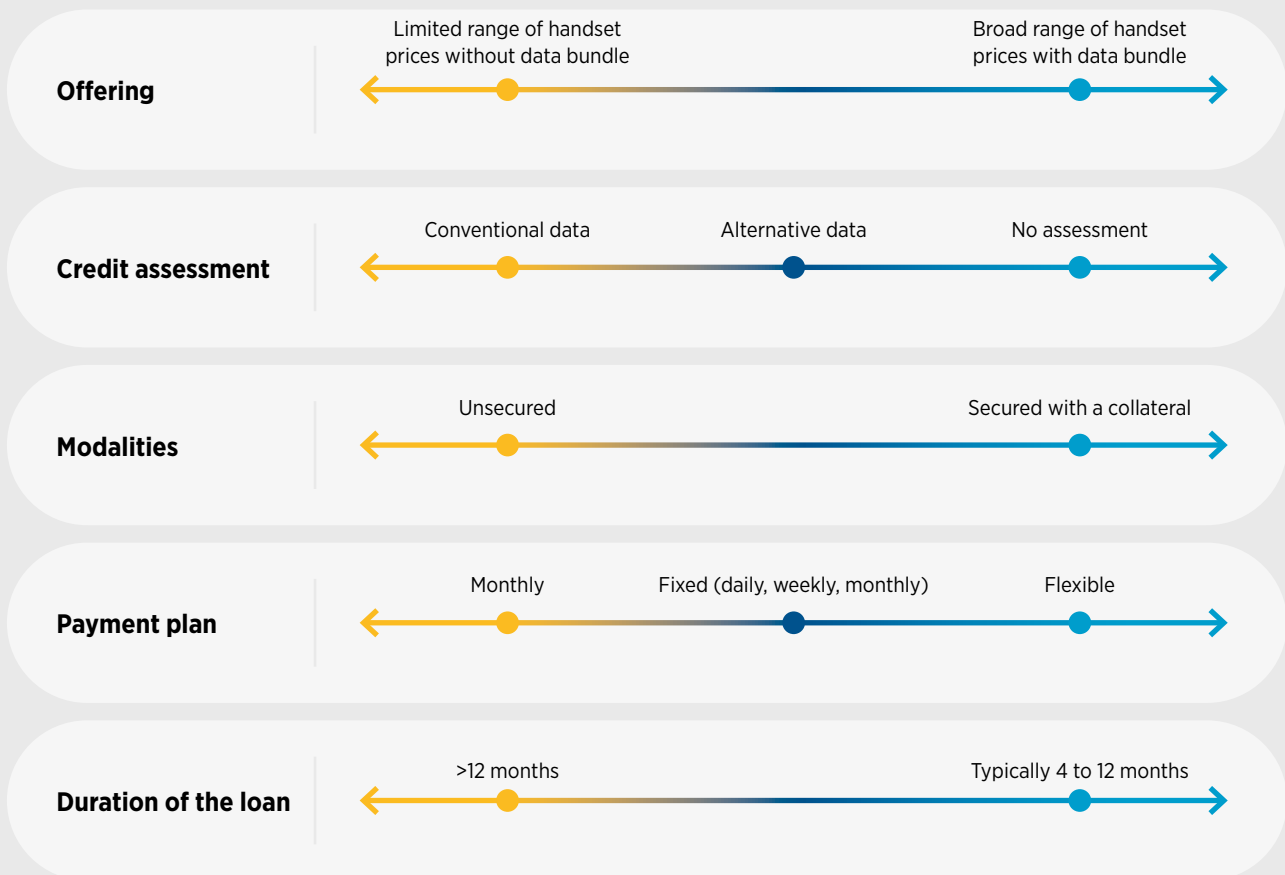 Limited range of handset
prices without data bundle
Broad range of handset
prices with data bundle
Offering
Conventional data
Alternative data
No assessment
Credit assessment
Unsecured
Secured with a collateral
Modalities
Monthly
Fixed (daily, weekly, monthly)
Flexible
Payment plan
>12 months
Typically 4 to 12 months
Duration of the loan